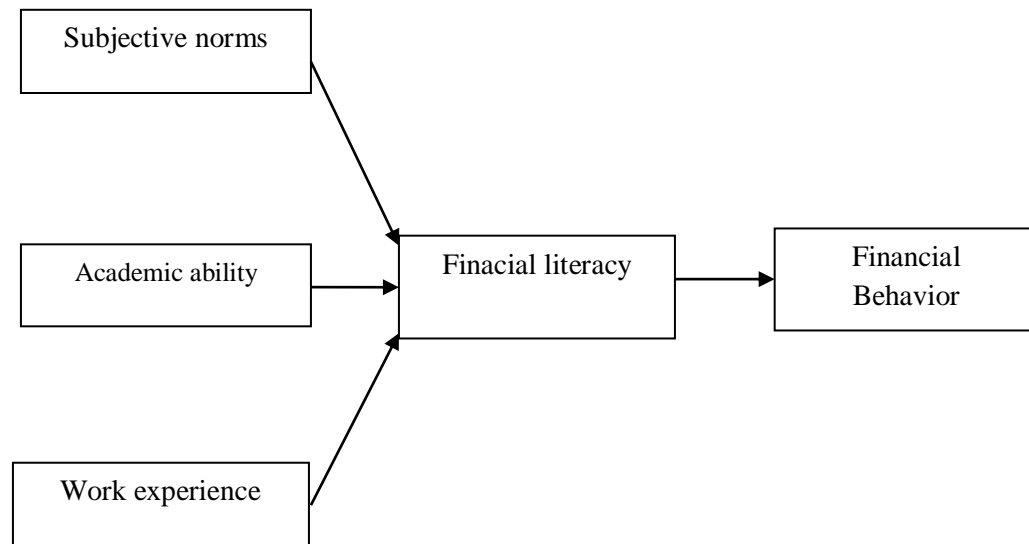 Subjective norms
Academic ability
Finacial literacy
Financial
Behavior
Work experience